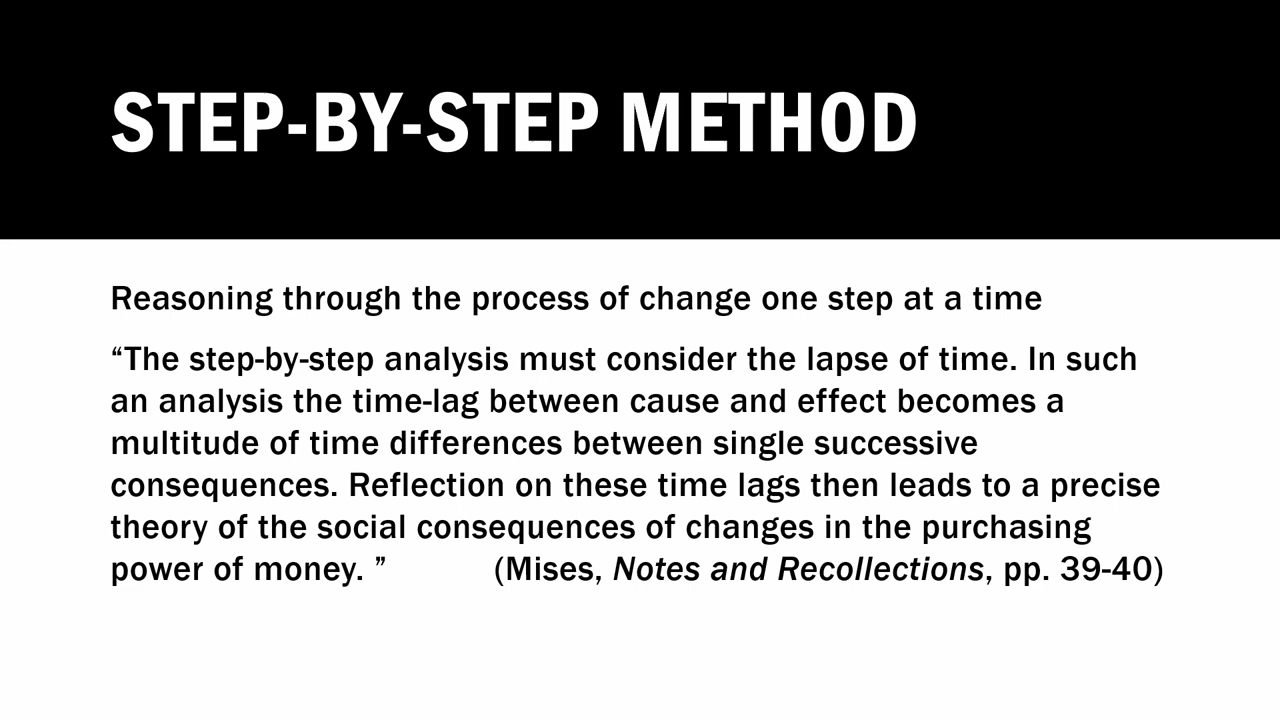 STEP-BY-STEP METHOD
Reasoning through the process of change one step at a time
“The step-by-step analysis must consider the lapse of time. In such
an analysis the time-lag between cause and effect becomes a
multitude of time differences between single successive
consequences. Reflection on these time lags then leads to a precise
theory of the social consequences of changes in the purchasing
power of money. ” (Mises, Notes and Recollections, pp. 39-40)